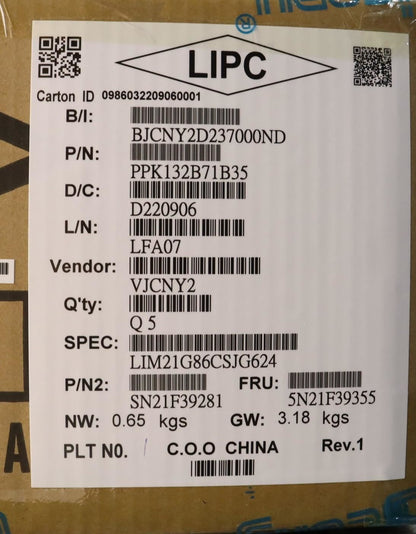 ®
LIPC
Carton ID 0986032209060001
B/I:
BJCNY2D237000ND
P/N:
PPK132B71B35
D/C:
D220906
L/N:
LFA07
Vendor:
VJCNY2
Q'ty:
Q 5
SPEC:
LIM21G86CSJG624
P/N2: FRU:
SN21F39281 5N21F39355
NW: 0.65 kgs GW: 3.18 kgs
PLT N0. C.O.O CHINA Rev.1
A